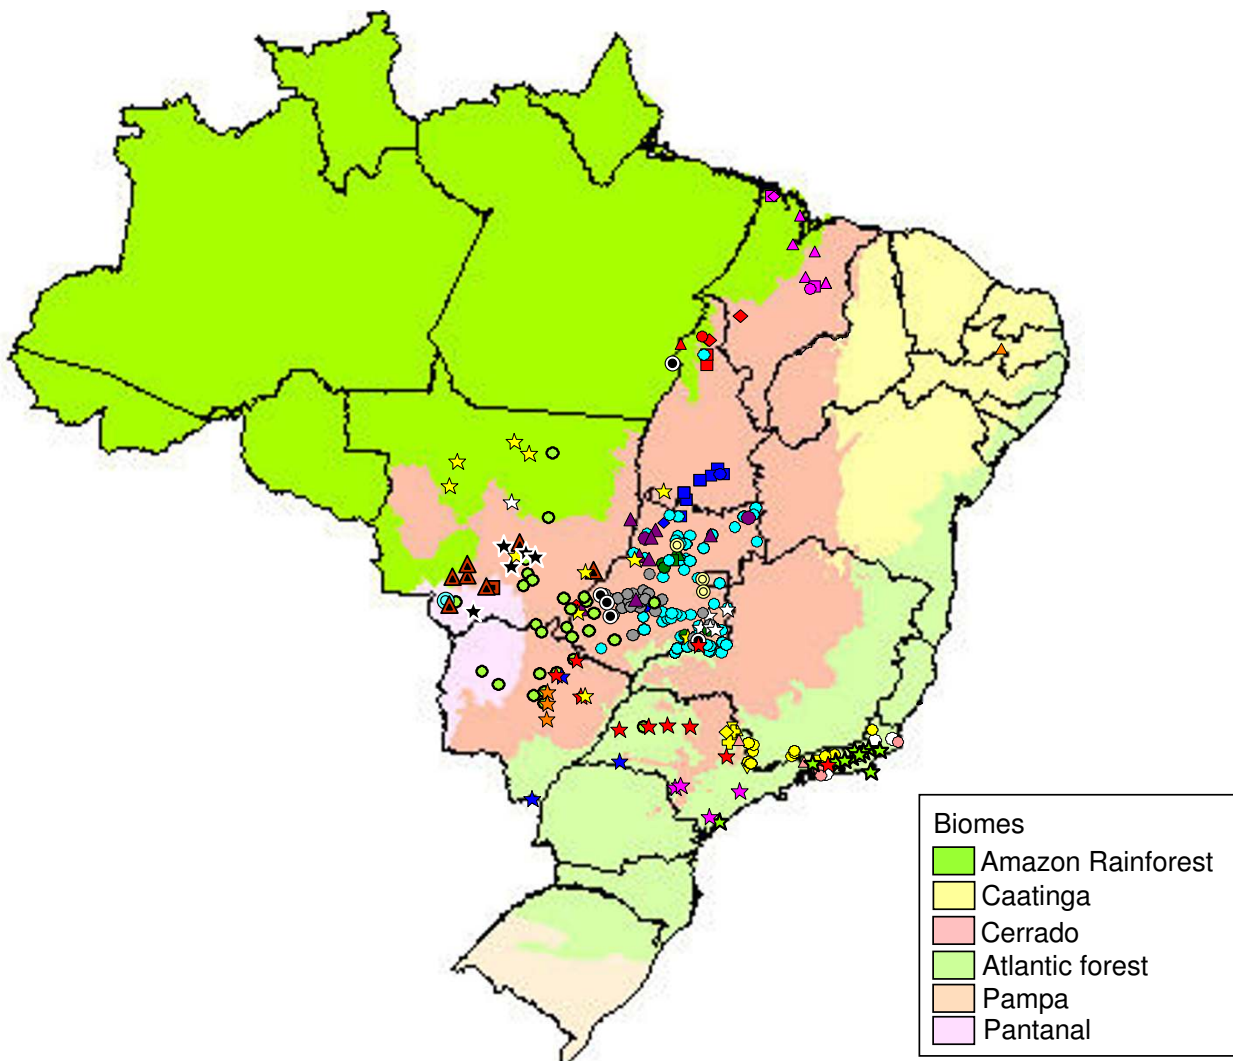 Biomes
Amazon Rainforest
Caatinga
Cerrado
Atlantic forest
Pampa
Pantanal